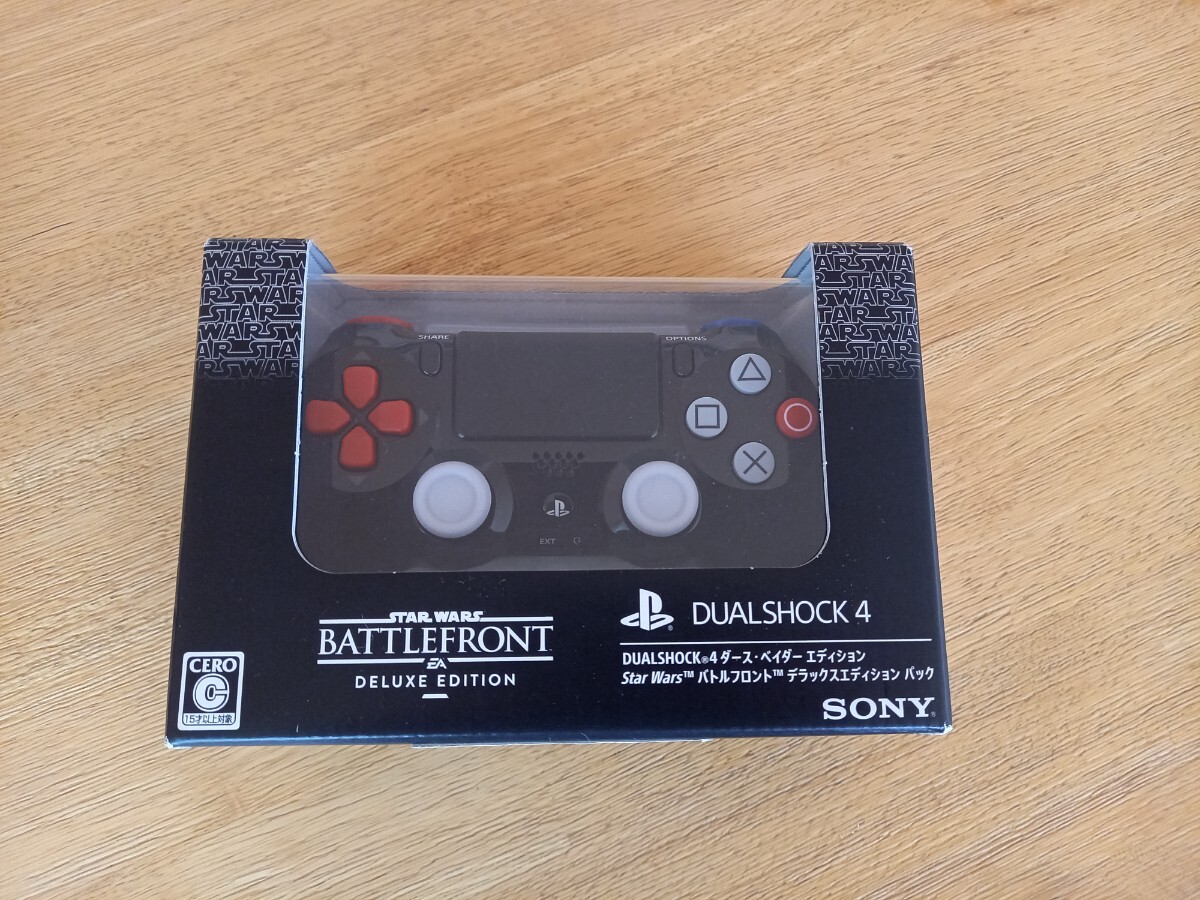 STAR WARS
STAR WARS
SHARE
OPTIONS
EXT
STAR WARS
BATTLEFRONT
EA
DELUXE EDITION
DUALSHOCK 4
DUALSHOCK®4 ダース・ベイダー エディション
Star Wars™ バトルフロント™ デラックスエディション パック
SONY®
CERO
C
15才以上対象